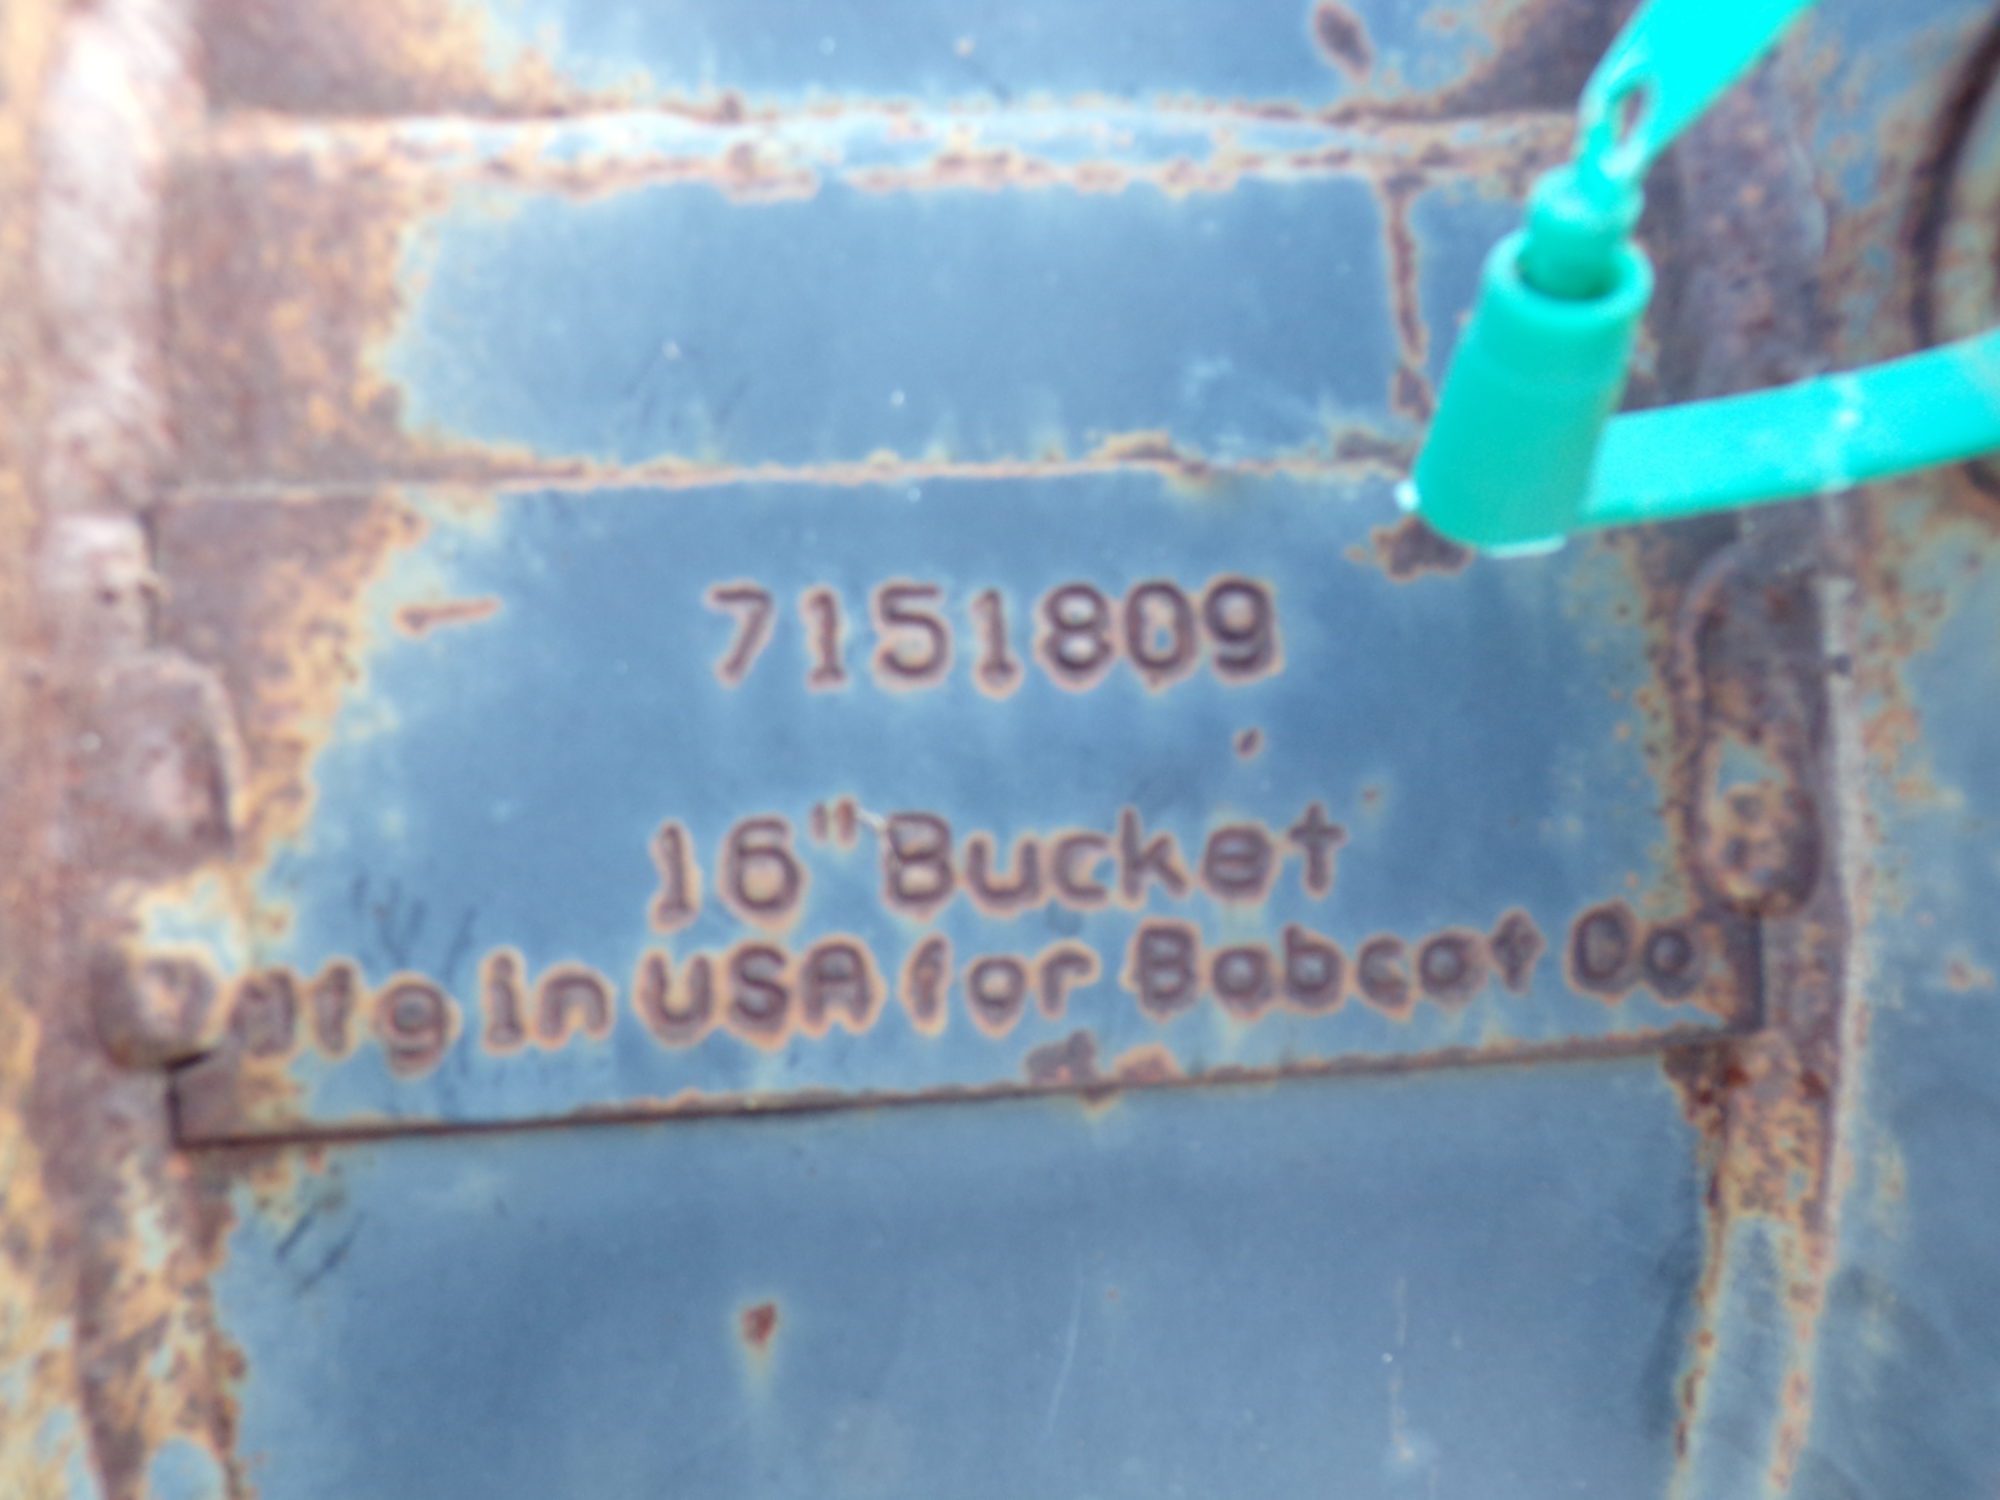 7151809
16" Bucket
Mfg in USA for Bobcat Co